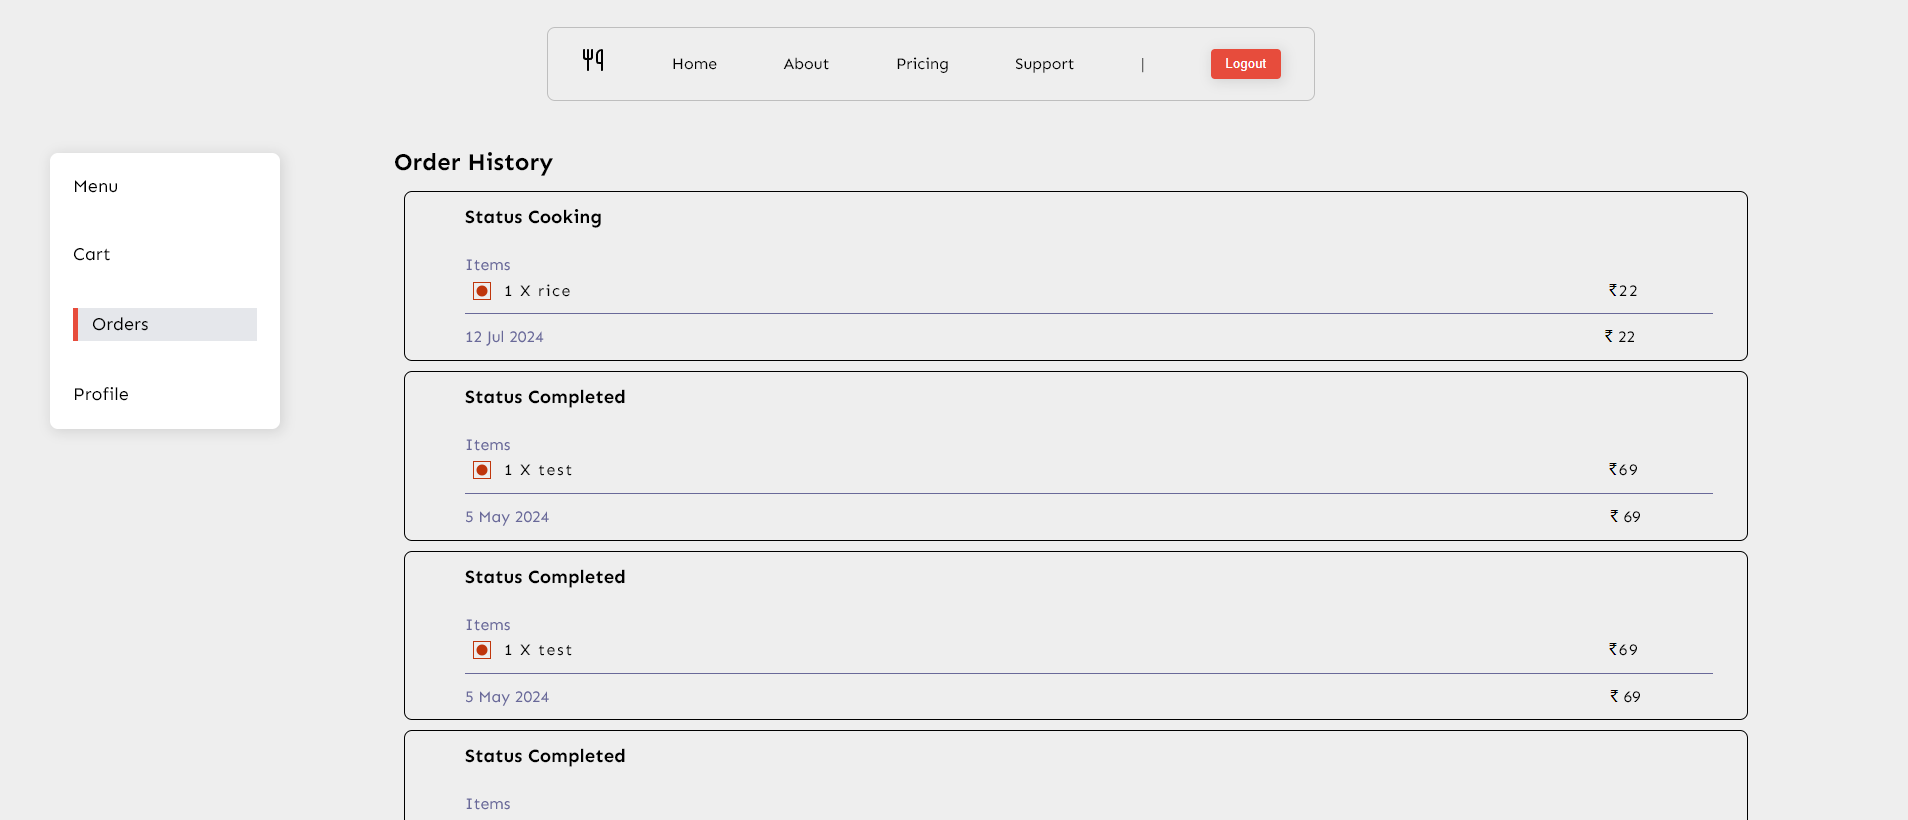 Home About Pricing Support | Logout
Menu
Cart
Orders
Profile
Order History
Status Cooking
Items
1 X rice ₹22
12 Jul 2024 ₹ 22
Status Completed
Items
1 X test ₹69
5 May 2024 ₹ 69
Status Completed
Items
1 X test ₹69
5 May 2024 ₹ 69
Status Completed
Items